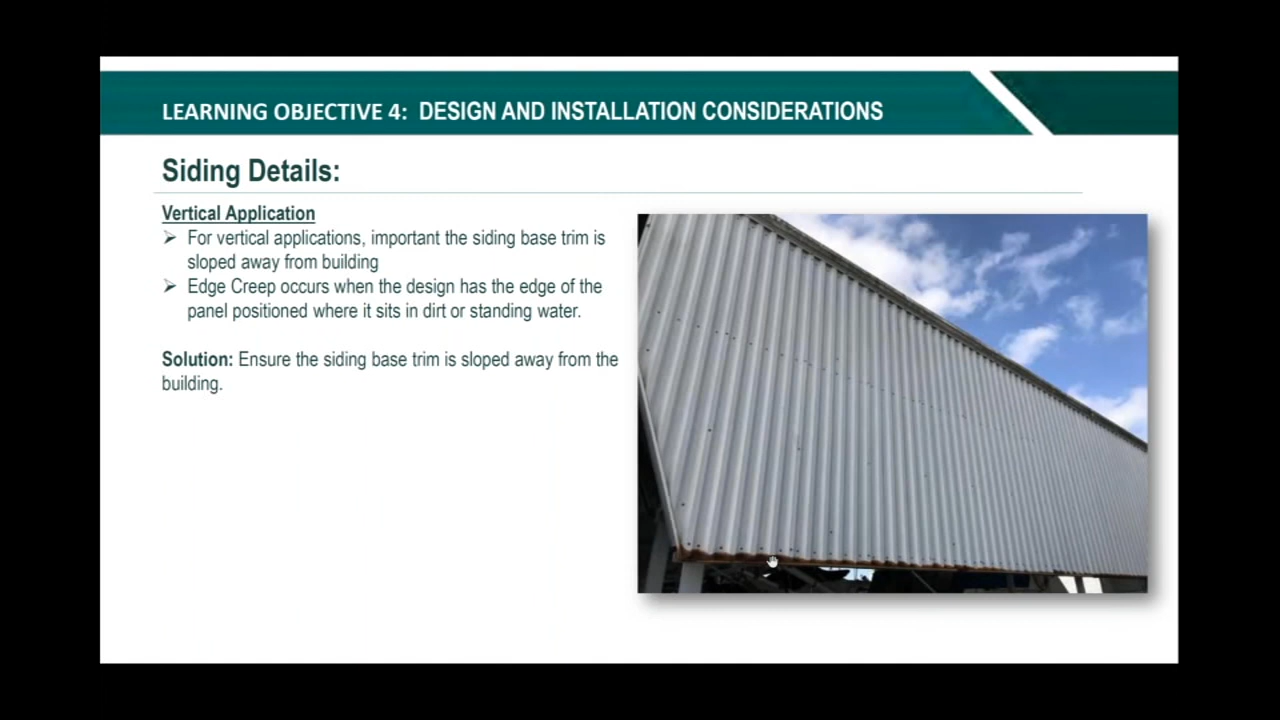 LEARNING OBJECTIVE 4: DESIGN AND INSTALLATION CONSIDERATIONS
Siding Details:
Vertical Application
➢ For vertical applications, important the siding base trim is
sloped away from building
➢ Edge Creep occurs when the design has the edge of the
panel positioned where it sits in dirt or standing water.
Solution: Ensure the siding base trim is sloped away from the
building.